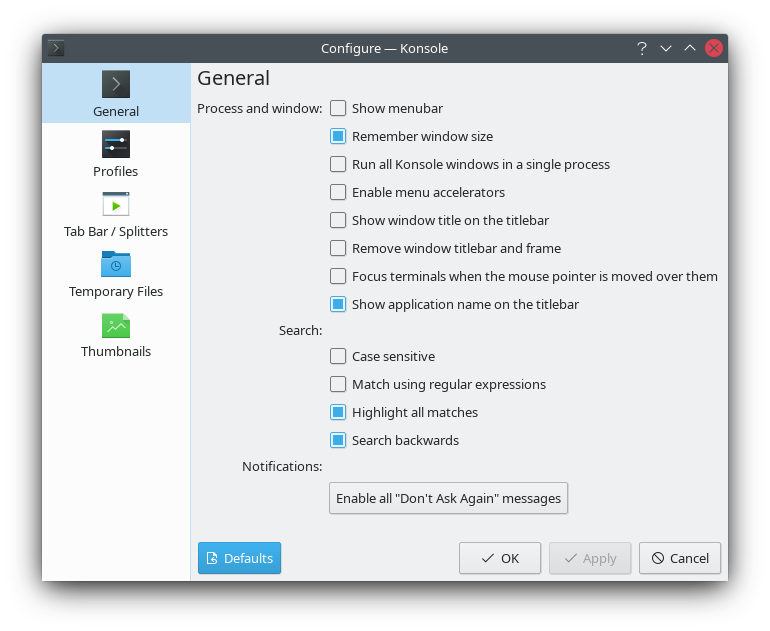 Configure — Konsole
General
Profiles
Tab Bar / Splitters
Temporary Files
Thumbnails
General
Process and window: Show menubar
Remember window size
Run all Konsole windows in a single process
Enable menu accelerators
Show window title on the titlebar
Remove window titlebar and frame
Focus terminals when the mouse pointer is moved over them
Show application name on the titlebar
Search:
Case sensitive
Match using regular expressions
Highlight all matches
Search backwards
Notifications:
Enable all "Don't Ask Again" messages
Defaults OK Apply Cancel